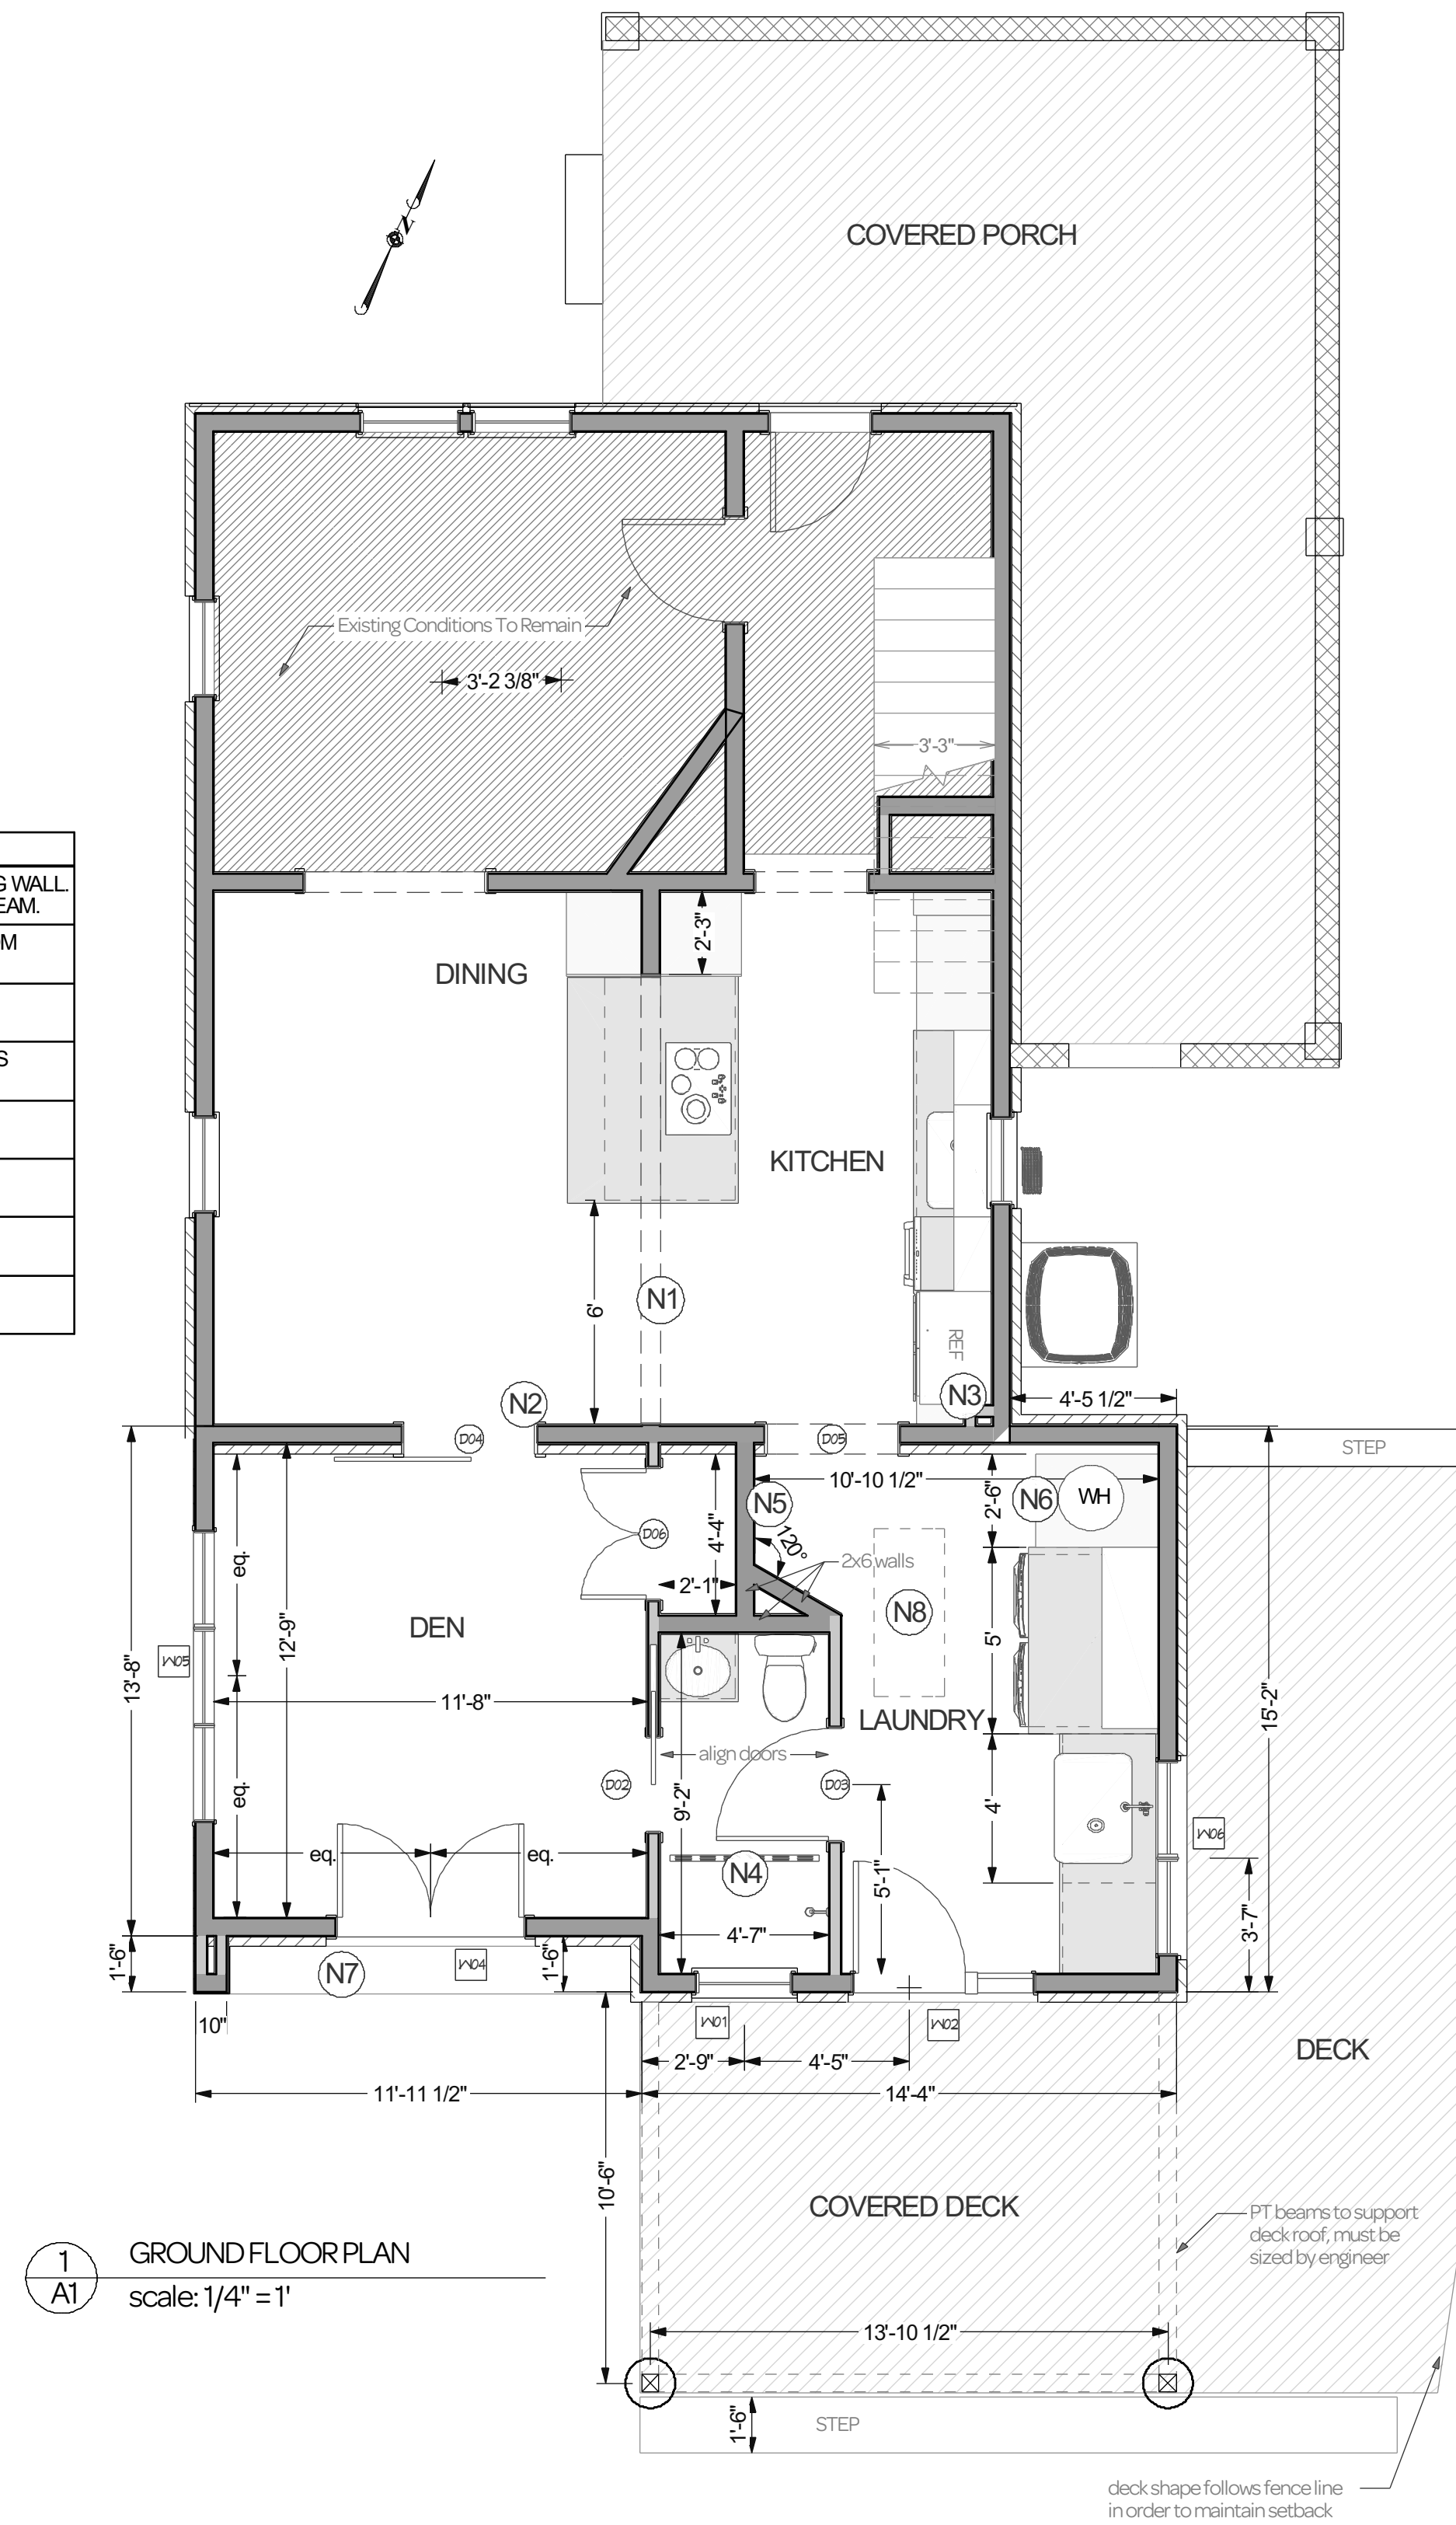 COVERED PORCH
N
G WALL.
EAM.
OM
S
Existing Conditions To Remain
3'-2 3/8"
3'-3"
2'-3"
DINING
KITCHEN
6'
N1
REF
N2
N3
4'-5 1/2"
D04
D05
STEP
10'-10 1/2"
2'-6"
N6
WH
N5
120°
4'-4"
D06
2x6 walls
2'-1"
eq.
12'-9"
DEN
N8
5'
13'-8"
W05
11'-8"
LAUNDRY
15'-2"
align doors
D02
D03
9'-2"
eq.
4'
W06
eq.
eq.
N4
5'-1"
3'-7"
4'-7"
1'-6"
N7
W04
1'-6"
10"
W01
W02
DECK
2'-9"
4'-5"
11'-11 1/2"
14'-4"
10'-6"
COVERED DECK
PT beams to support
deck roof, must be
sized by engineer
1
A1
GROUND FLOOR PLAN
scale: 1/4" = 1'
13'-10 1/2"
1'-6"
STEP
deck shape follows fence line
in order to maintain setback